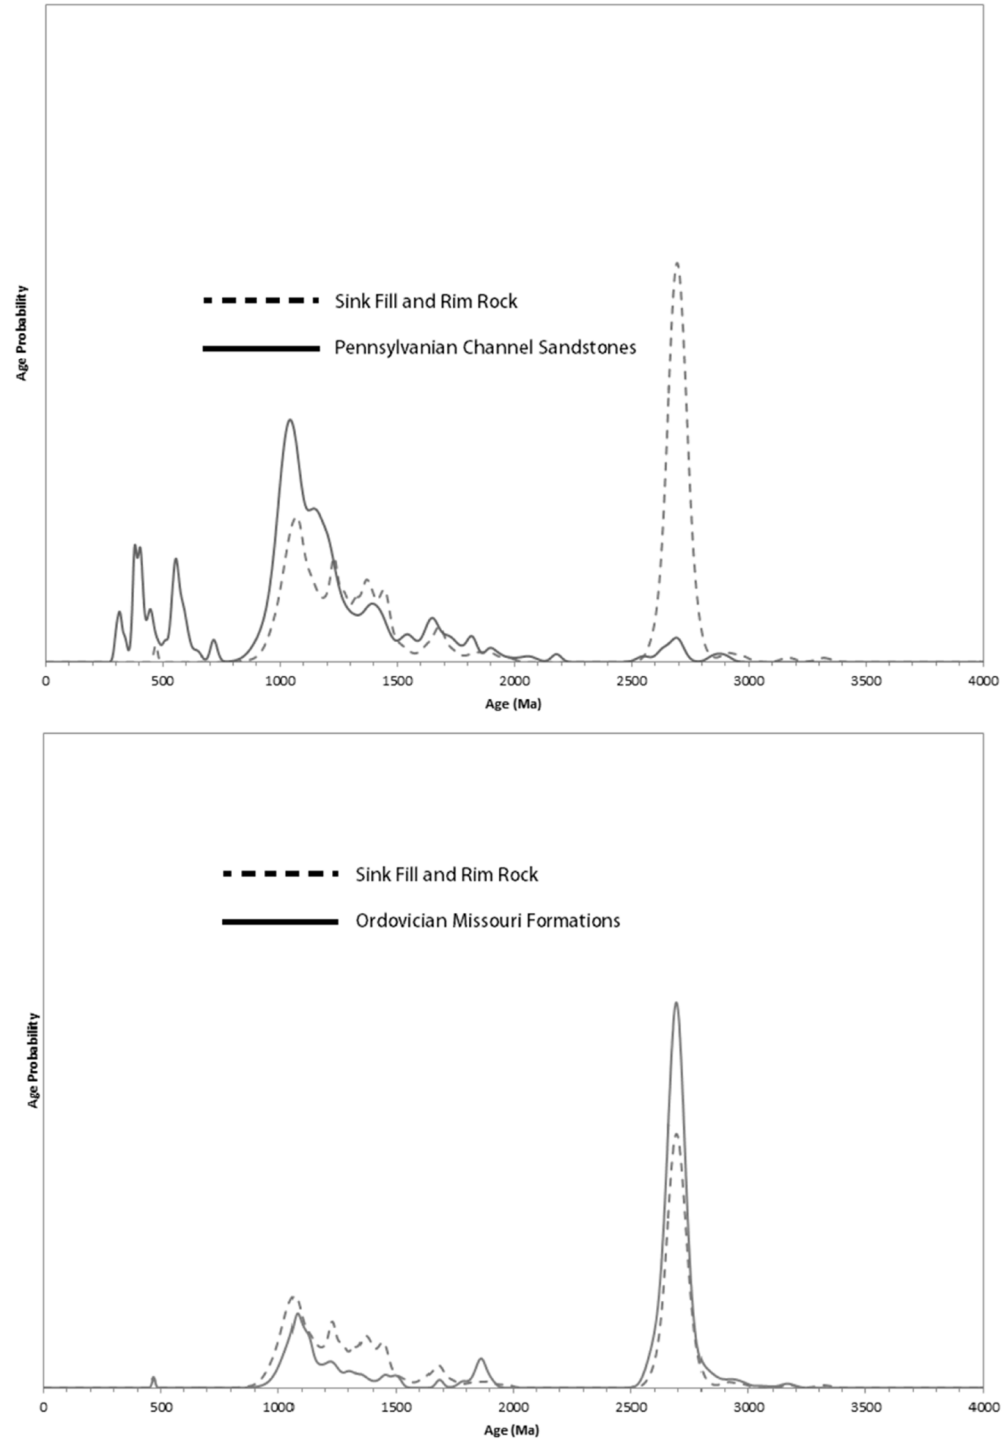 Age Probability
Sink Fill and Rim Rock
Pennsylvanian Channel Sandstones
0 500 1000 1500 2000 2500 3000 3500 4000
Age (Ma)
Age Probability
Sink Fill and Rim Rock
Ordovician Missouri Formations
0 500 1000 1500 2000 2500 3000 3500 4000
Age (Ma)